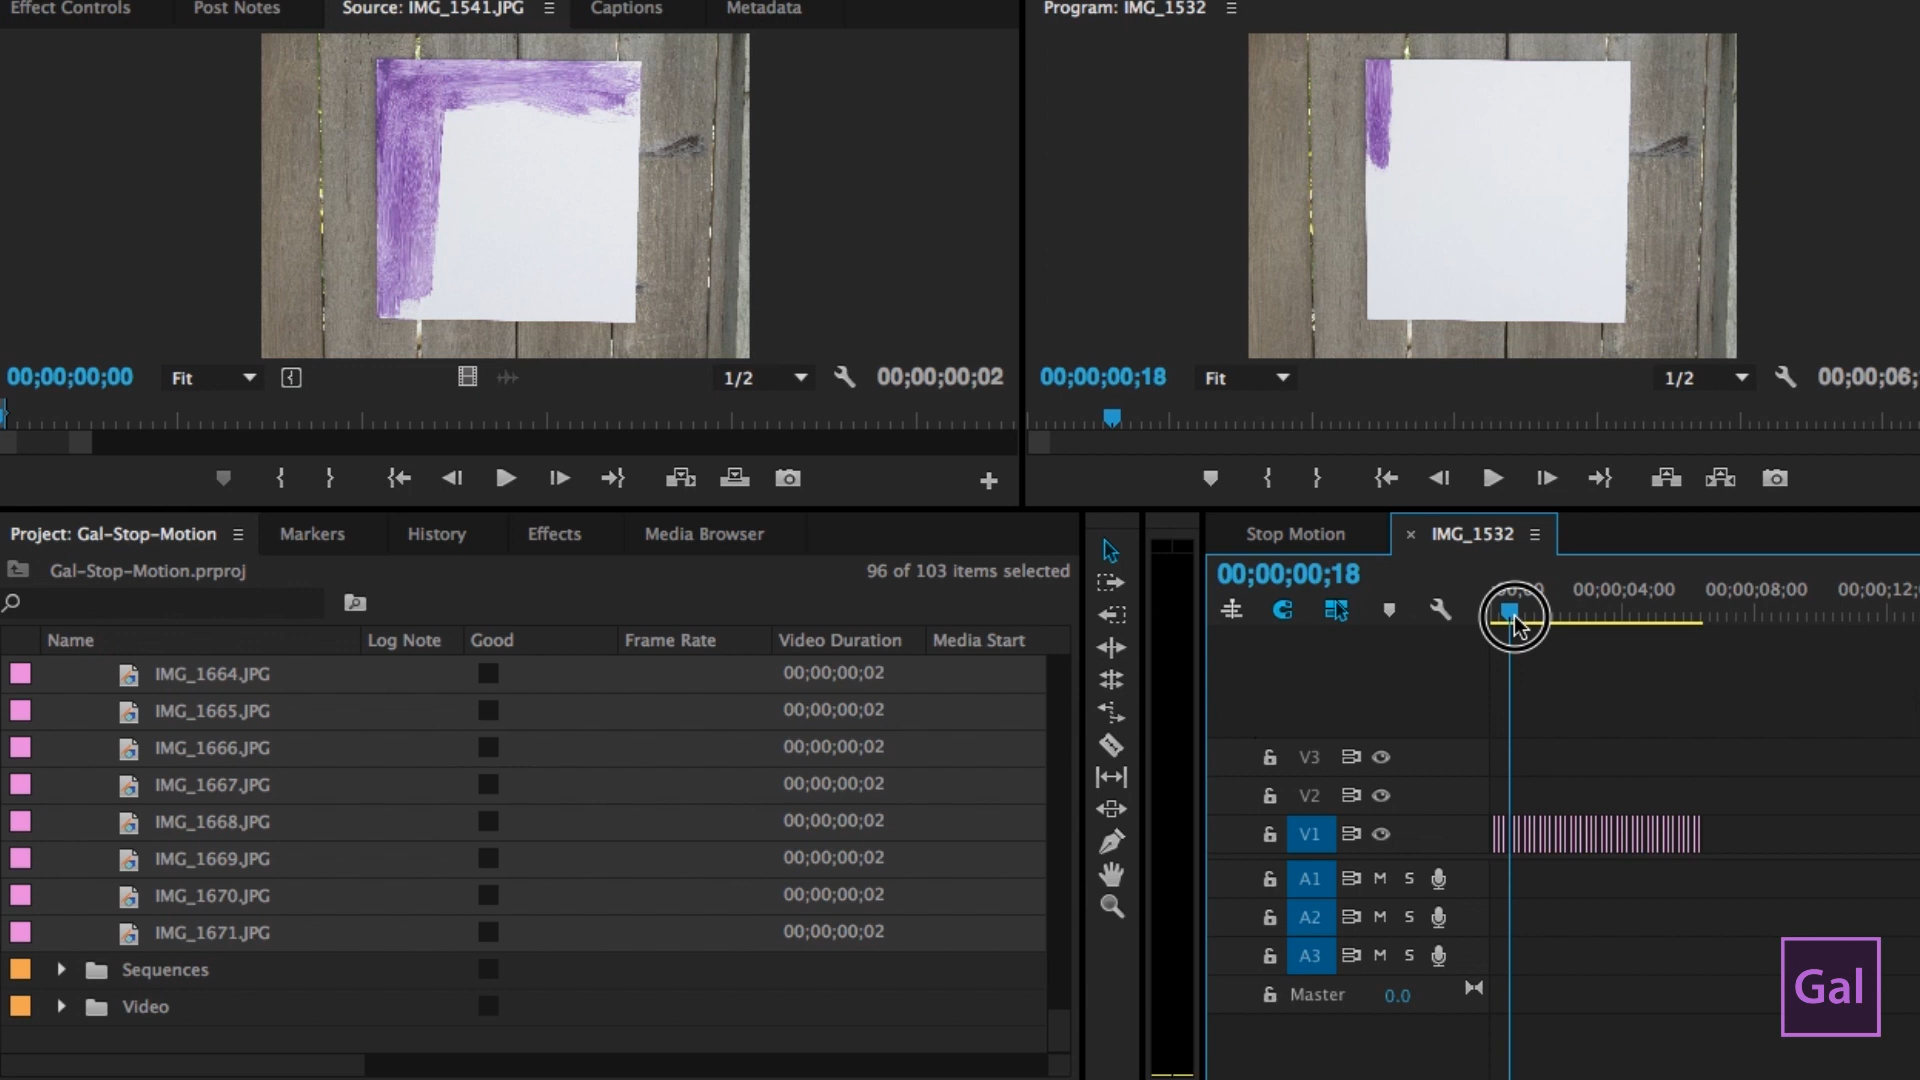 Effect Controls
Post Notes
Source: IMG_1541.JPG
Captions
Metadata
Program: IMG_1532
00;00;00;00
Fit
1/2
00;00;00;02
00;00;00;18
Fit
1/2
00;00;06;
Project: Gal-Stop-Motion
Markers
History
Effects
Media Browser
Gal-Stop-Motion.prproj
96 of 103 items selected
Name
Log Note
Good
Frame Rate
Video Duration
Media Start
IMG_1664.JPG
00;00;00;02
IMG_1665.JPG
00;00;00;02
IMG_1666.JPG
00;00;00;02
IMG_1667.JPG
00;00;00;02
IMG_1668.JPG
00;00;00;02
IMG_1669.JPG
00;00;00;02
IMG_1670.JPG
00;00;00;02
IMG_1671.JPG
00;00;00;02
Sequences
Video
Stop Motion
× IMG_1532
00;00;00;18
00;00;04;00
00;00;08;00
00;00;12;
V3
V2
V1
A1 M S
A2 M S
A3 M S
Master 0.0
Gal